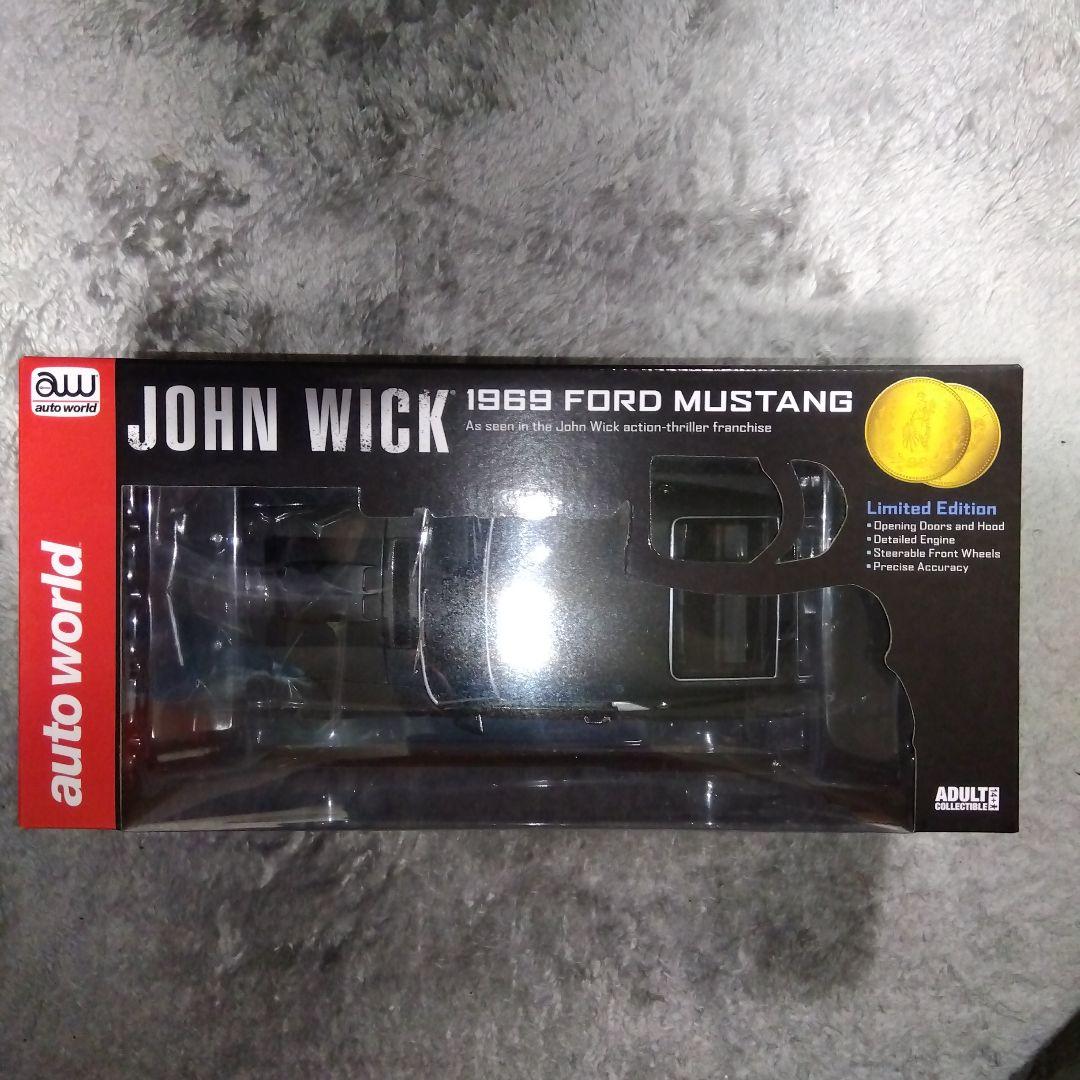 aw
auto world
JOHN WICK
1969 FORD MUSTANG
As seen in the John Wick action-thriller franchise
Limited Edition
▪ Opening Doors and Hood
▪ Detailed Engine
▪ Steerable Front Wheels
▪ Precise Accuracy
auto world
ADULT
COLLECTIBLE